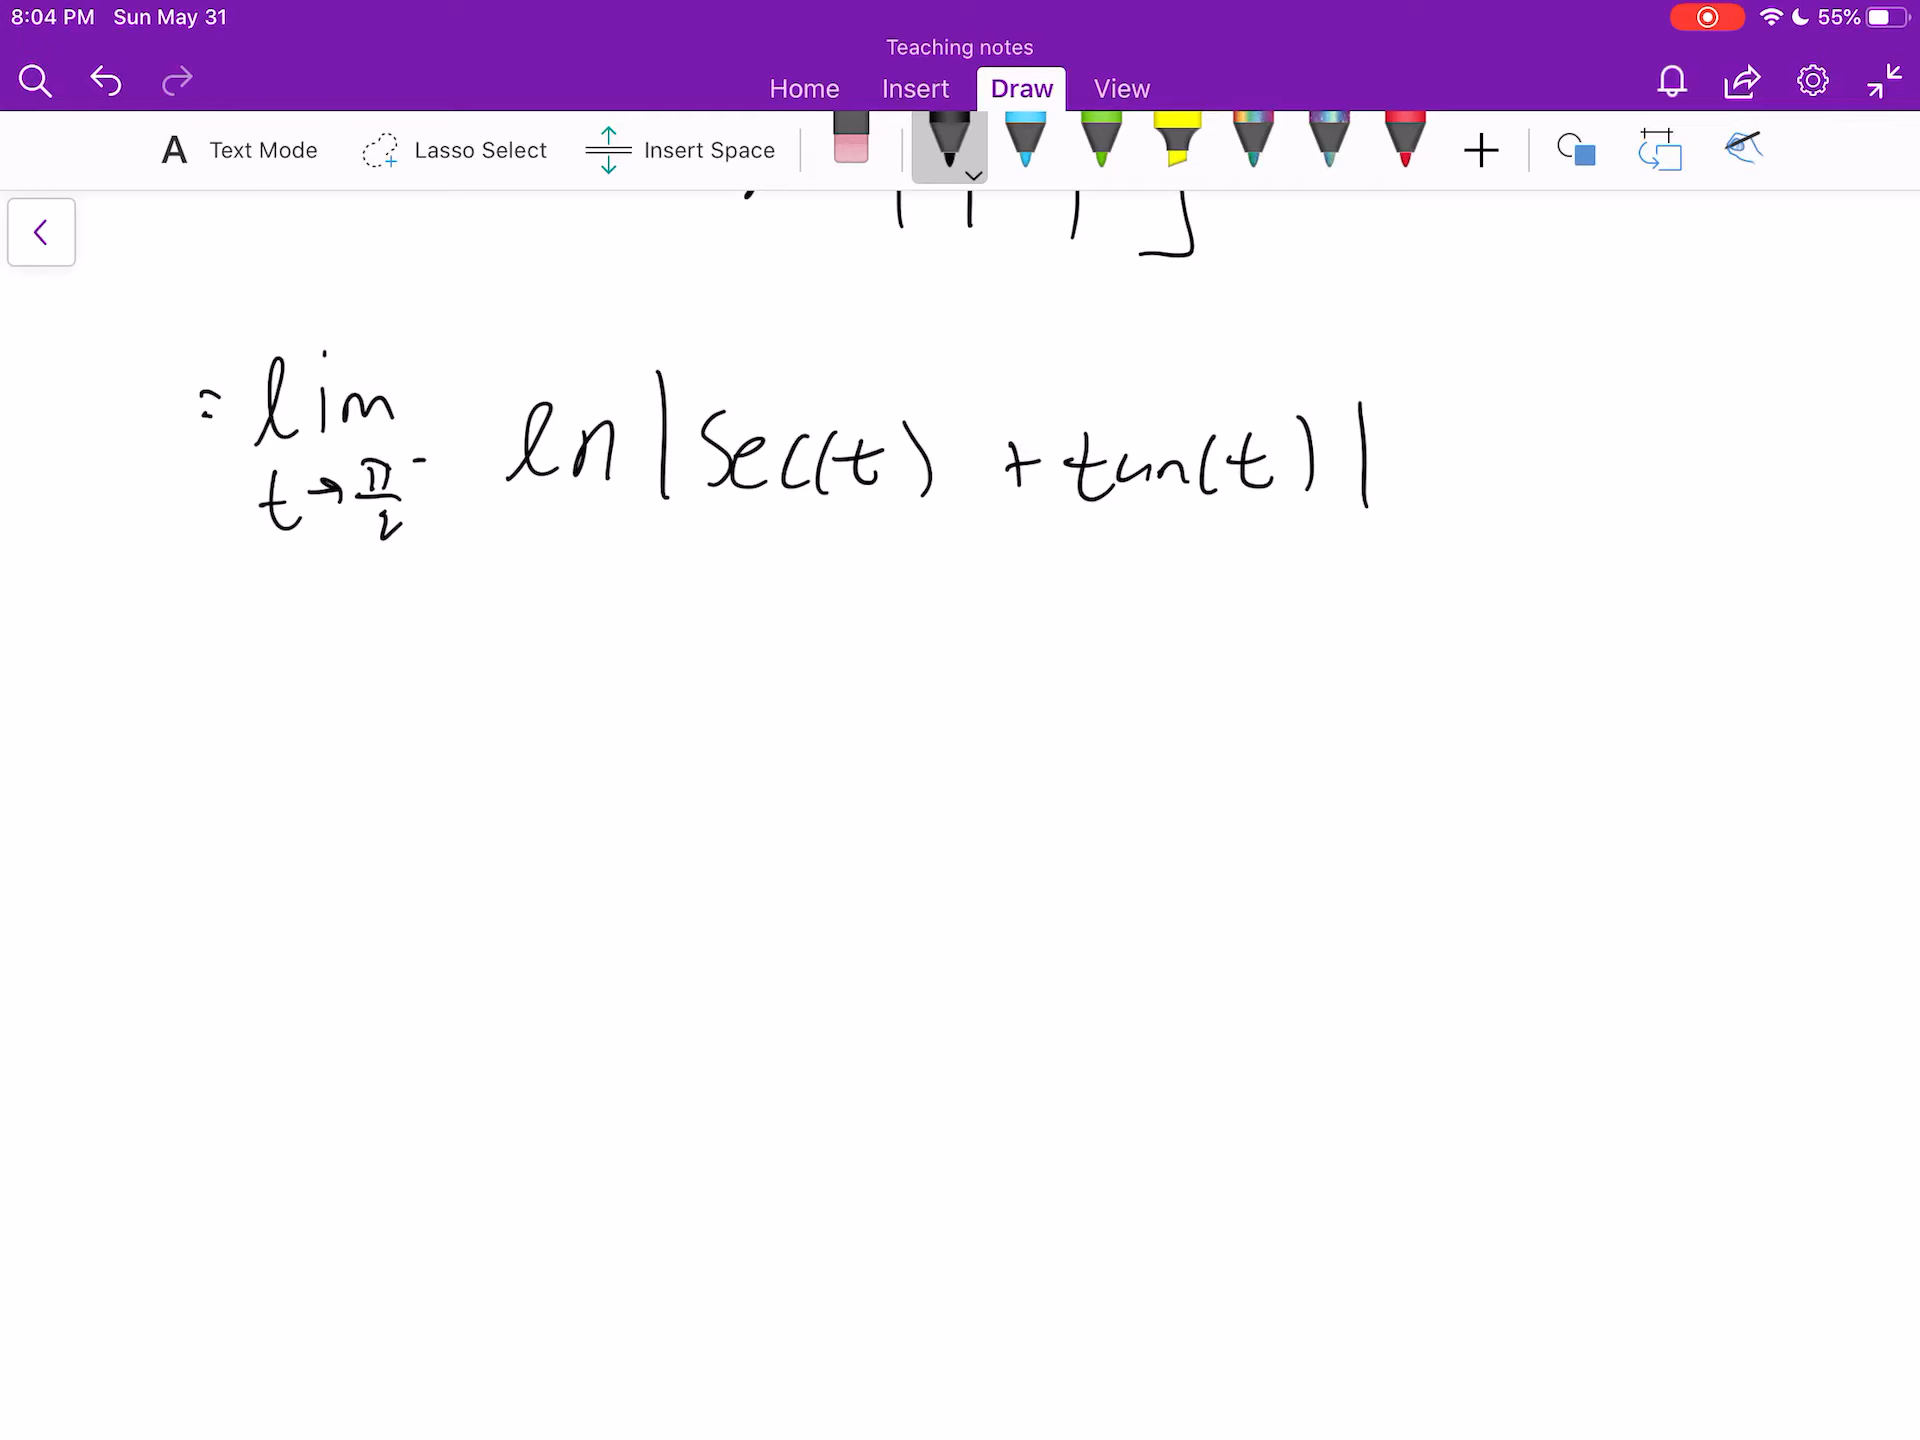 8:04 PM Sun May 31 55%
Teaching notes
Home Insert Draw View
A Text Mode Lasso Select Insert Space
= lim ln|Sec(t) + tan(t)|
t→π/2⁻